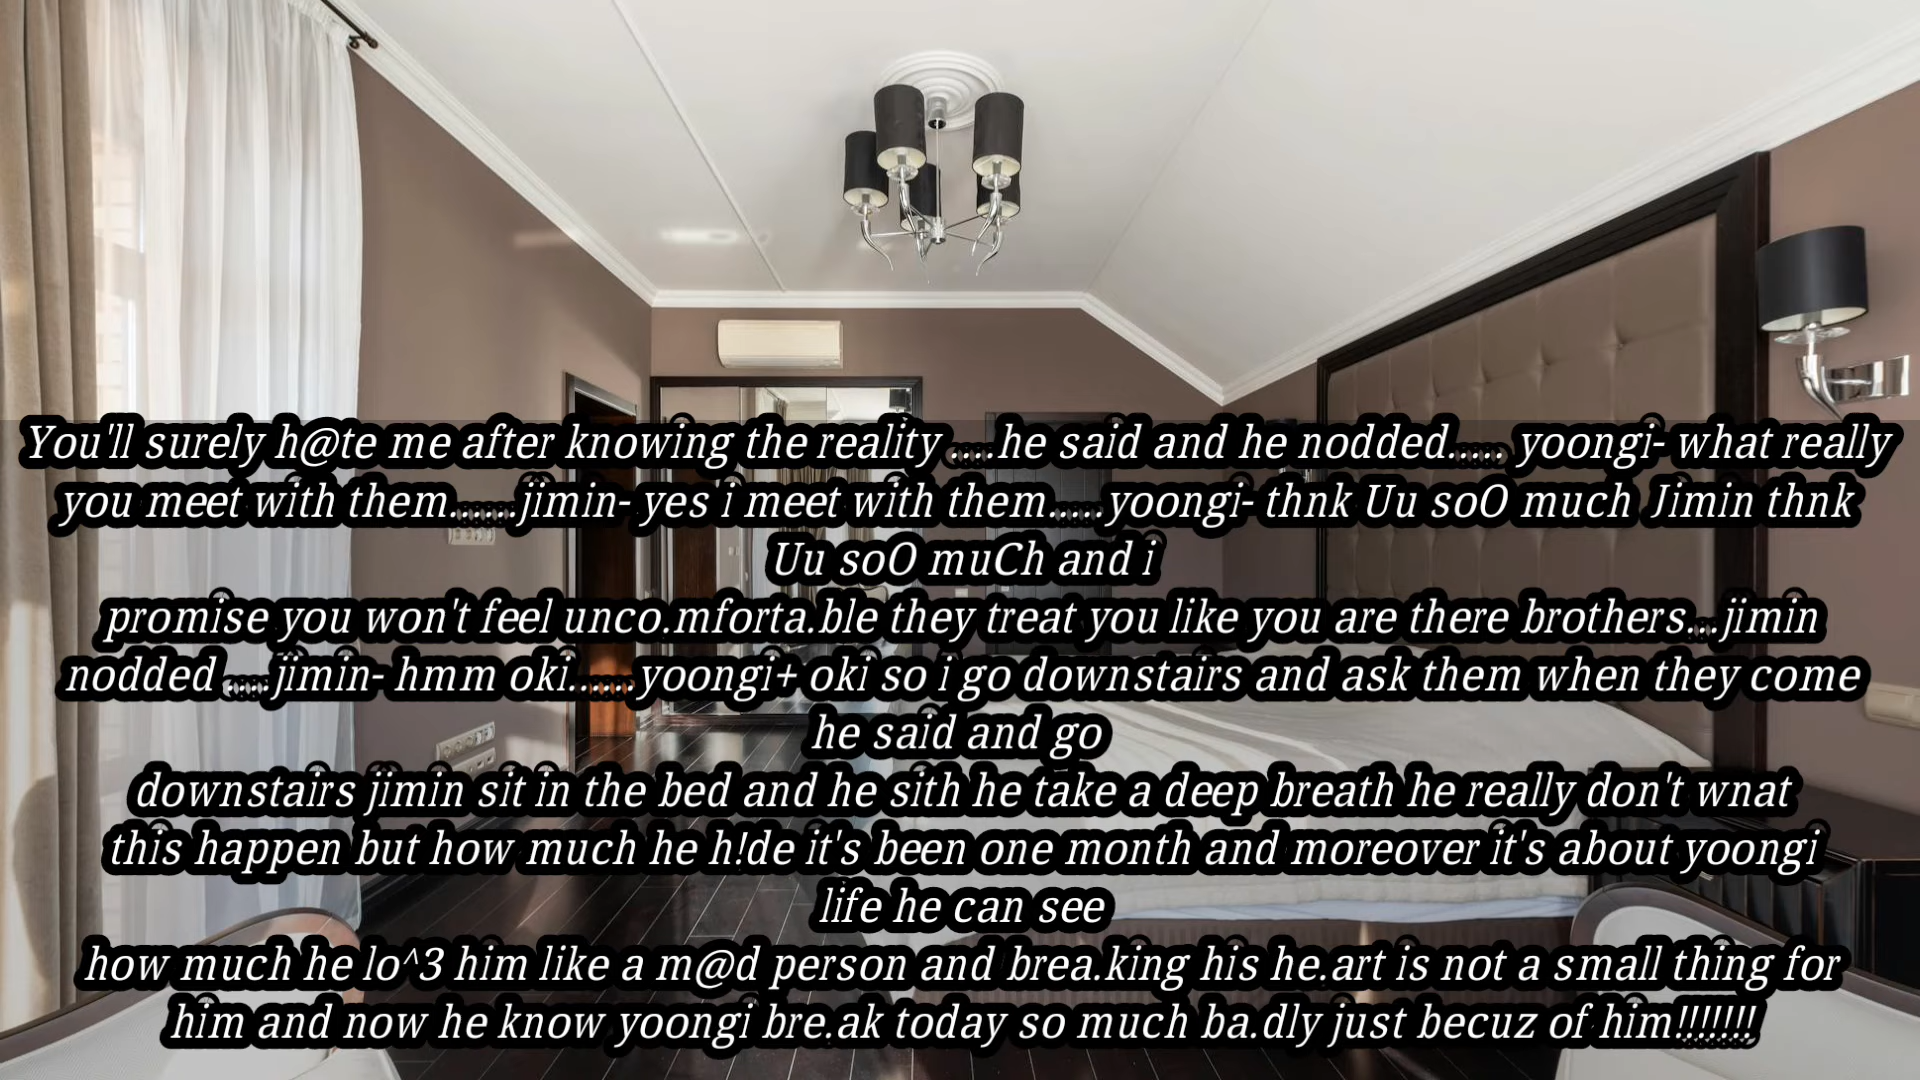 You'll surely h@te me after knowing the reality .....he said and he nodded...... yoongi- what really
you meet with them.......jimin- yes i meet with them......yoongi- thnk Uu soO much Jimin thnk
Uu soO muCh and i
promise you won't feel unco.mforta.ble they treat you like you are there brothers....jimin
nodded .....jimin- hmm oki.......yoongi+ oki so i go downstairs and ask them when they come
he said and go
downstairs jimin sit in the bed and he sith he take a deep breath he really don't wnat
this happen but how much he h!de it's been one month and moreover it's about yoongi
life he can see
how much he lo^3 him like a m@d person and brea.king his he.art is not a small thing for
him and now he know yoongi bre.ak today so much ba.dly just becuz of him!!!!!!!!